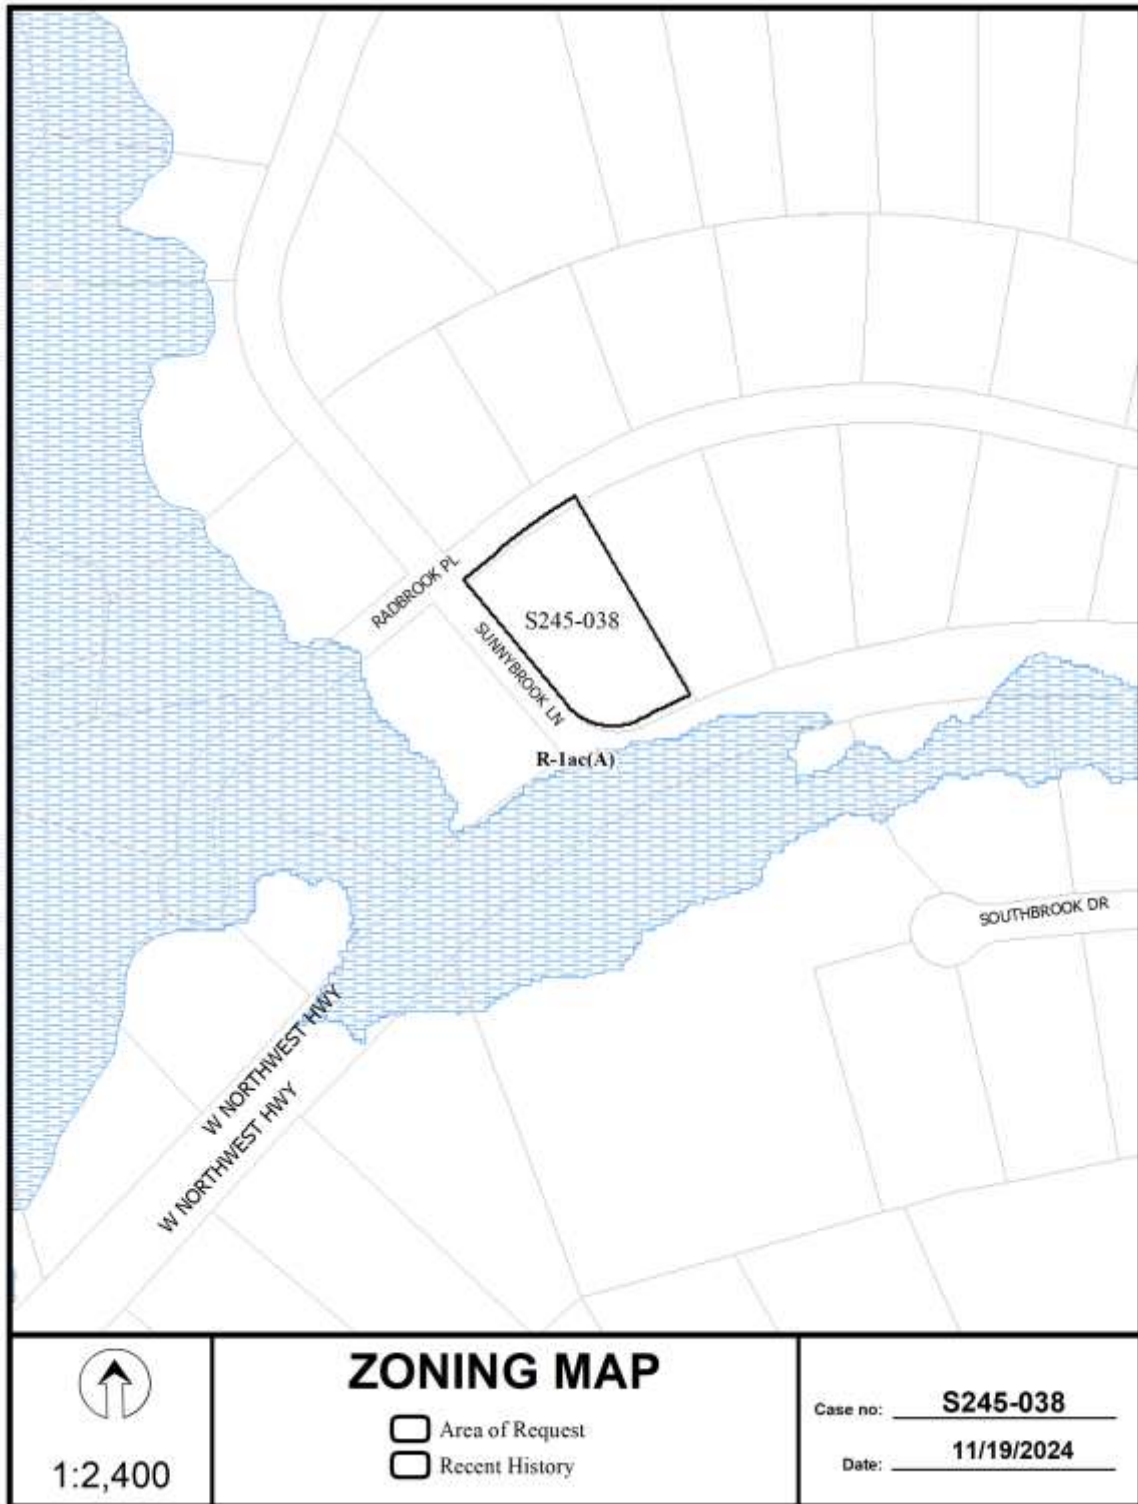 RADBROOK PL
S245-038
SUNNYBROOK LN
R-1ac(A)
SOUTHBROOK DR
W NORTHWEST HWY
W NORTHWEST HWY
1:2,400
ZONING MAP
Area of Request
Recent History
Case no: S245-038
Date: 11/19/2024